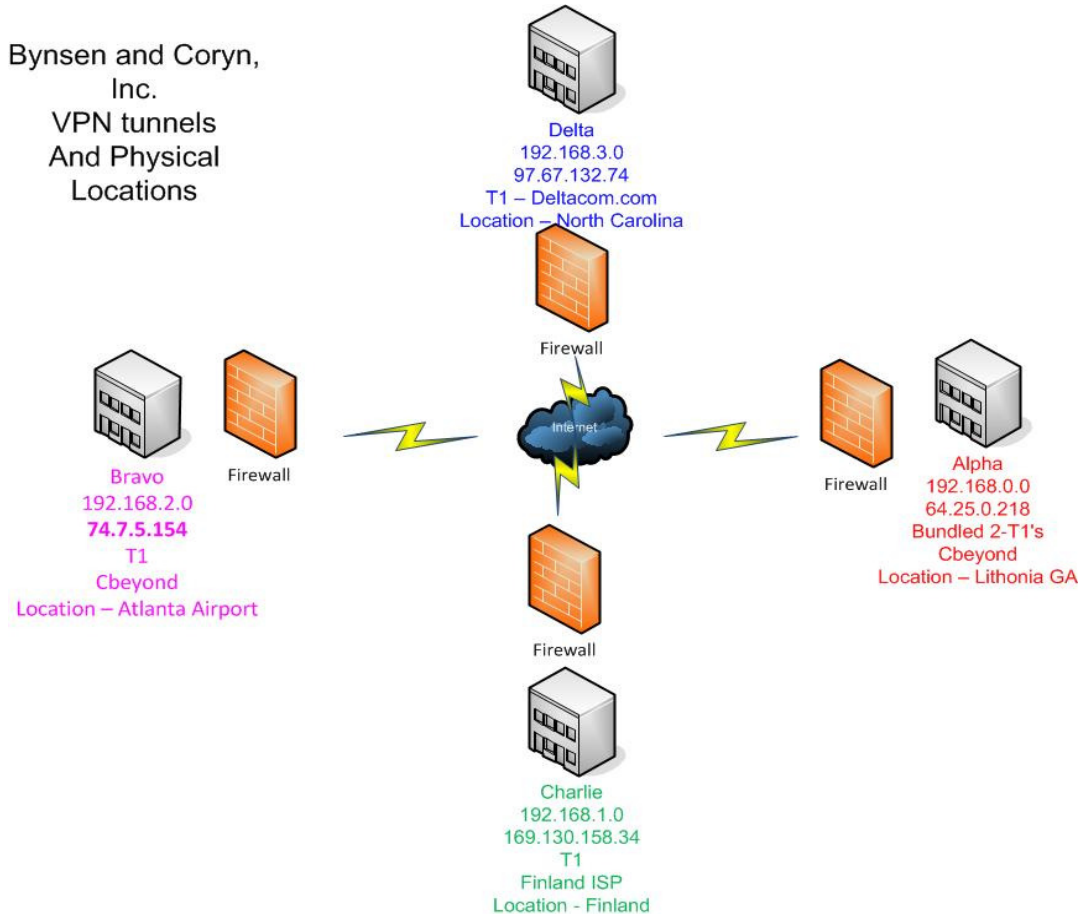 Bynsen and Coryn,
Inc.
VPN tunnels
And Physical
Locations
Delta
192.168.3.0
97.67.132.74
T1 – Deltacom.com
Location – North Carolina
Firewall
Bravo
192.168.2.0
74.7.5.154
T1
Cbeyond
Location – Atlanta Airport
Firewall
Internet
Firewall
Alpha
192.168.0.0
64.25.0.218
Bundled 2-T1's
Cbeyond
Location – Lithonia GA
Firewall
Charlie
192.168.1.0
169.130.158.34
T1
Finland ISP
Location - Finland